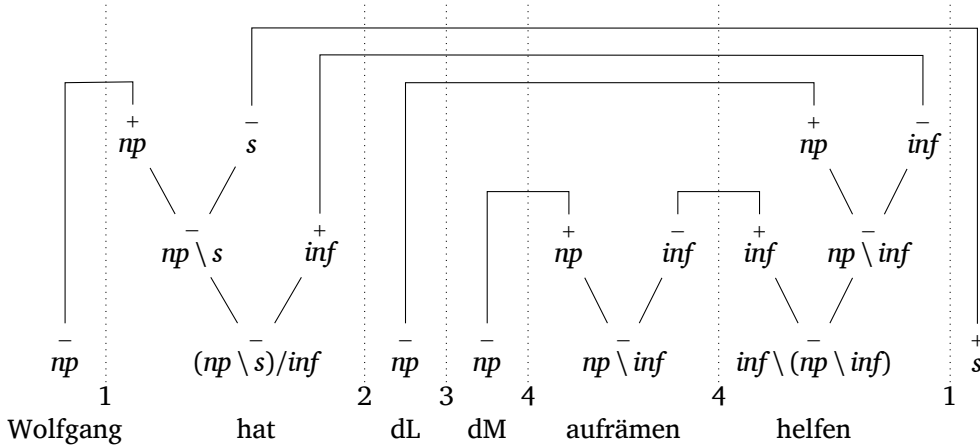 + − + −
np s np inf
− + + − + −
np \ s inf np inf inf np \ inf
− − − − − − +
np (np \ s)/inf np np np \ inf inf \ (np \ inf) s
1 2 3 4 4 1
Wolfgang hat dL dM aufrämen helfen